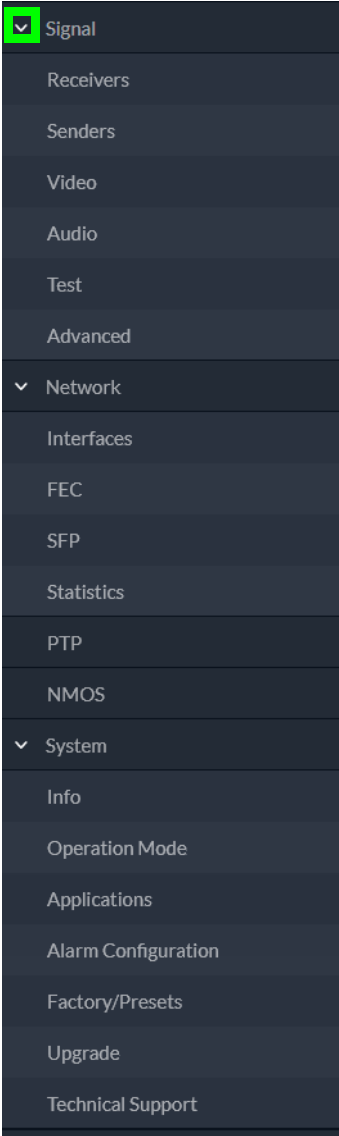 Signal
Receivers
Senders
Video
Audio
Test
Advanced
Network
Interfaces
FEC
SFP
Statistics
PTP
NMOS
System
Info
Operation Mode
Applications
Alarm Configuration
Factory/Presets
Upgrade
Technical Support